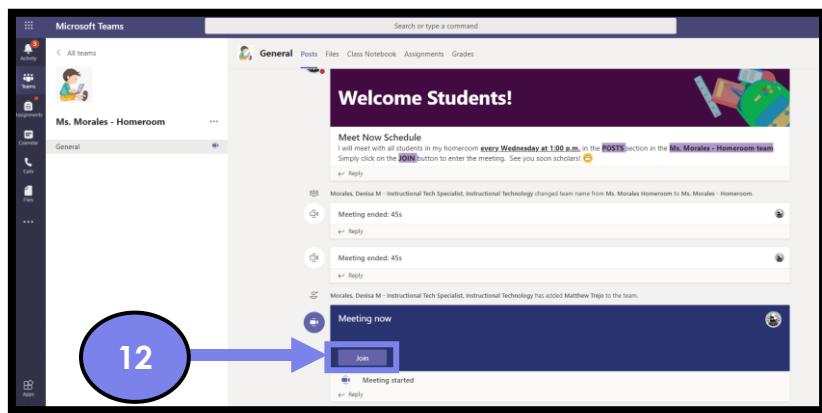 Microsoft Teams
Search or type a command
3
Activity
Teams
Assignments
Calendar
Calls
Files
Apps
All teams
Ms. Morales - Homeroom
General
General Posts Files Class Notebook Assignments Grades
Welcome Students!
Meet Now Schedule
I will meet with all students in my homeroom every Wednesday at 1:00 p.m. in the POSTS section in the Ms. Morales - Homeroom team.
Simply click on the JOIN button to enter the meeting. See you soon scholars!
Reply
Morales, Denisa M - Instructional Tech Specialist, Instructional Technology changed team name from Ms. Morales Homeroom to Ms. Morales - Homeroom.
Meeting ended: 45s
Reply
Meeting ended: 45s
Reply
Morales, Denisa M - Instructional Tech Specialist, Instructional Technology has added Matthew Trejo to the team.
Meeting now
12
Join
Meeting started
Reply